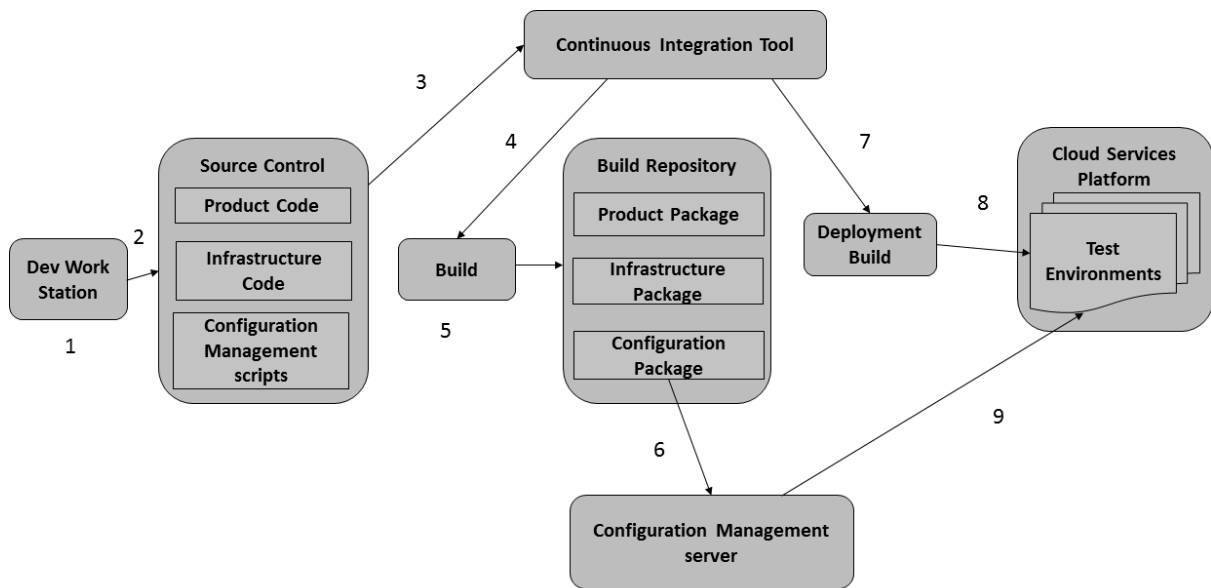 Continuous Integration Tool
3
4
7
Source Control
Product Code
Infrastructure
Code
Configuration
Management
scripts
Build Repository
Product Package
Infrastructure
Package
Configuration
Package
Cloud Services
Platform
Test
Environments
2
Dev Work
Station
1
Build
5
Deployment
Build
8
6
9
Configuration Management
server